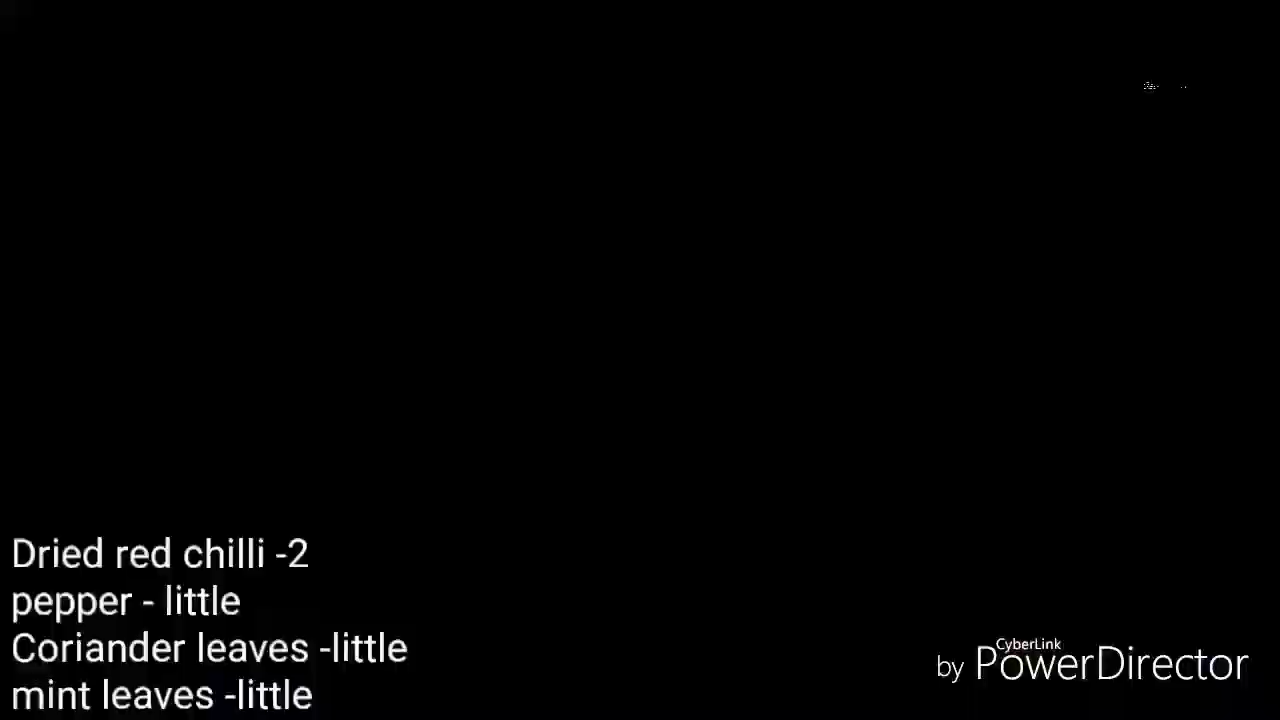 Dried red chilli -2
pepper - little
Coriander leaves -little
mint leaves -little
CyberLink
by PowerDirector